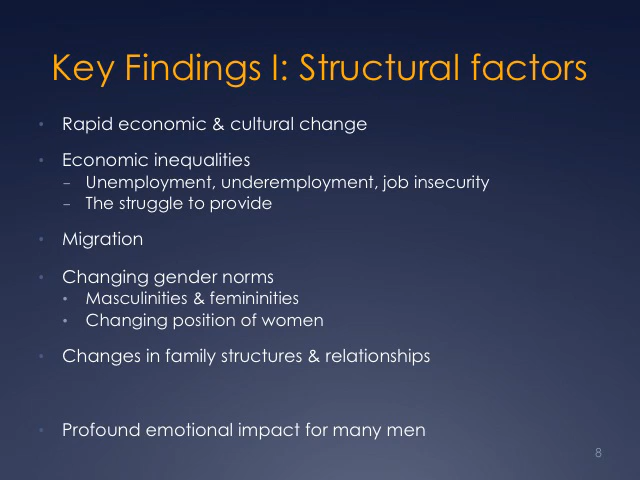 Key Findings I: Structural factors
• Rapid economic & cultural change
• Economic inequalities
– Unemployment, underemployment, job insecurity
– The struggle to provide
• Migration
• Changing gender norms
• Masculinities & femininities
• Changing position of women
• Changes in family structures & relationships
• Profound emotional impact for many men
8